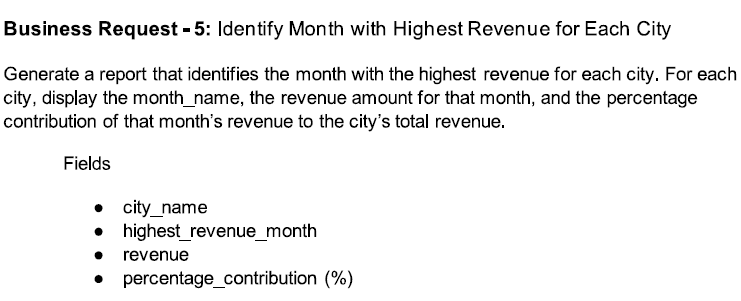 Business Request - 5: Identify Month with Highest Revenue for Each City
Generate a report that identifies the month with the highest revenue for each city. For each
city, display the month_name, the revenue amount for that month, and the percentage
contribution of that month's revenue to the city's total revenue.
Fields
● city_name
● highest_revenue_month
● revenue
● percentage_contribution (%)